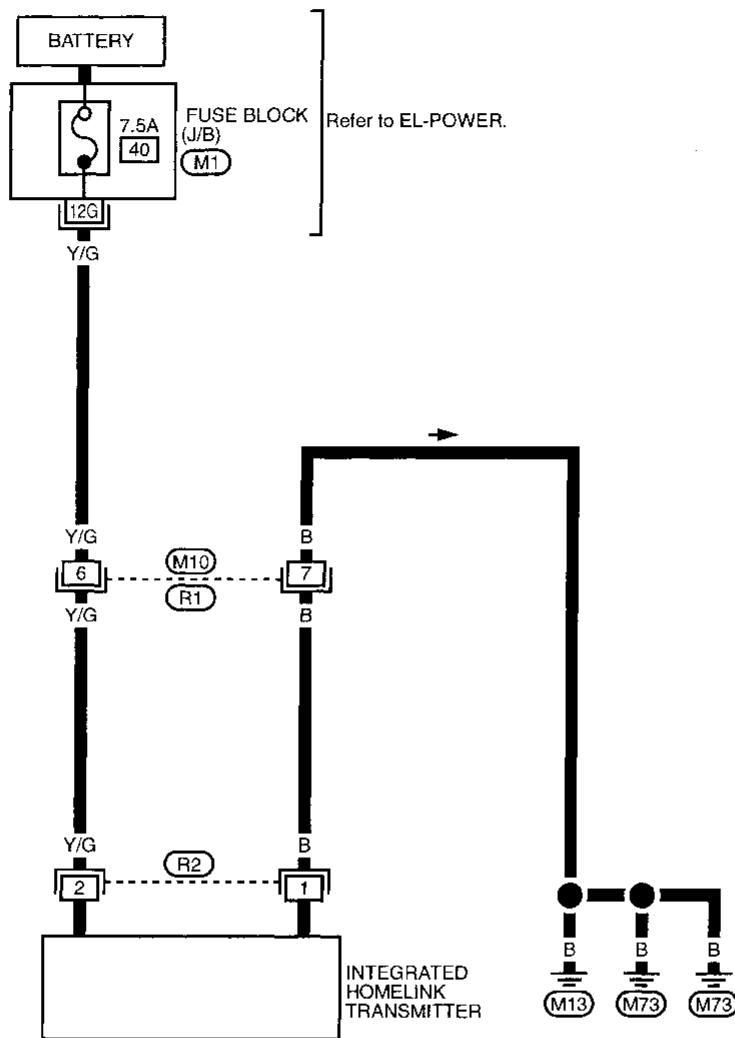 BATTERY
FUSE BLOCK
(J/B)
7.5A
40
M1
Refer to EL-POWER.
12G
Y/G
Y/G
B
6
M10
7
R1
Y/G
B
Y/G
B
2
R2
1
INTEGRATED
HOMELINK
TRANSMITTER
B
B
B
M13
M73
M73